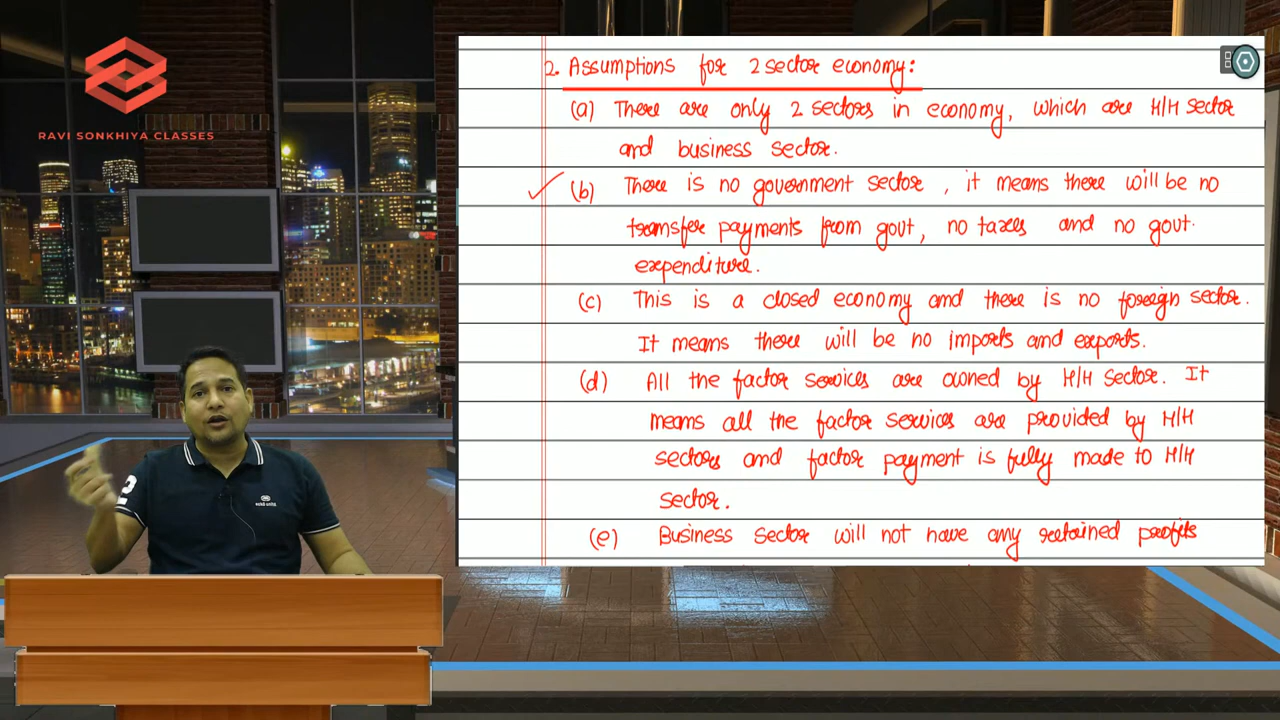 RAVI SONKHIYA CLASSES
2. Assumptions for 2 sector economy:
(a) There are only 2 sectors in economy, which are H/H sector
and business sector.
(b) There is no government sector, it means there will be no
transfer payments from govt, no taxes and no govt.
expenditure.
(c) This is a closed economy and there is no foreign sector.
It means there will be no imports and exports.
(d) All the factor services are owned by H/H sector. It
means all the factor services are provided by H/H
sectors and factor payment is fully made to H/H
sector.
(e) Business sector will not have any retained profits
2